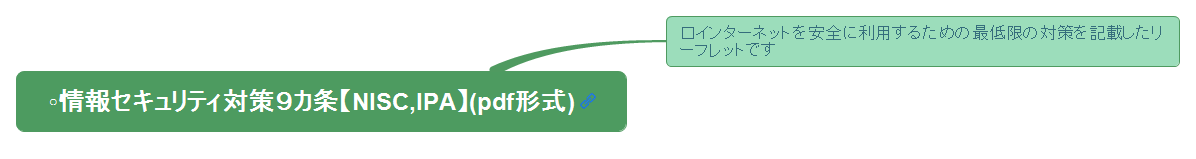 □インターネットを安全に利用するための最低限の対策を記載したリ
ーフレットです
◦情報セキュリティ対策９カ条【NISC,IPA】(pdf形式)